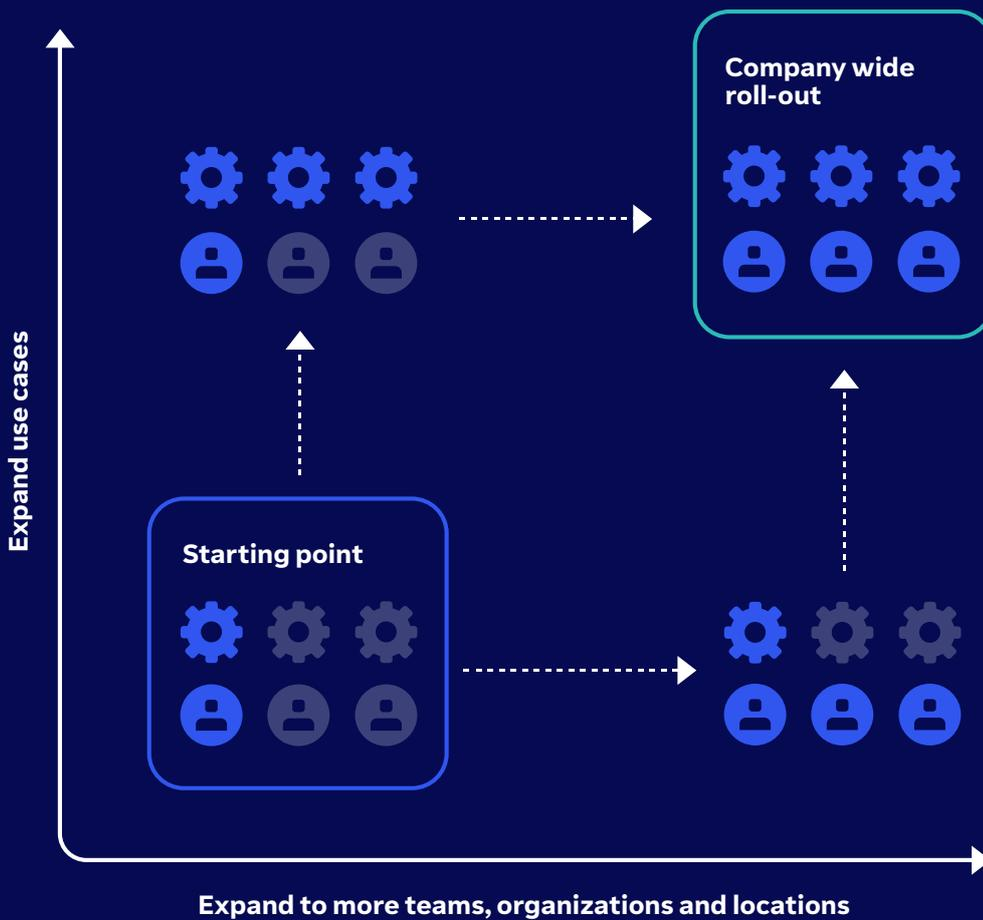 Company wide
roll-out
Expand use cases
Starting point
Expand to more teams, organizations and locations